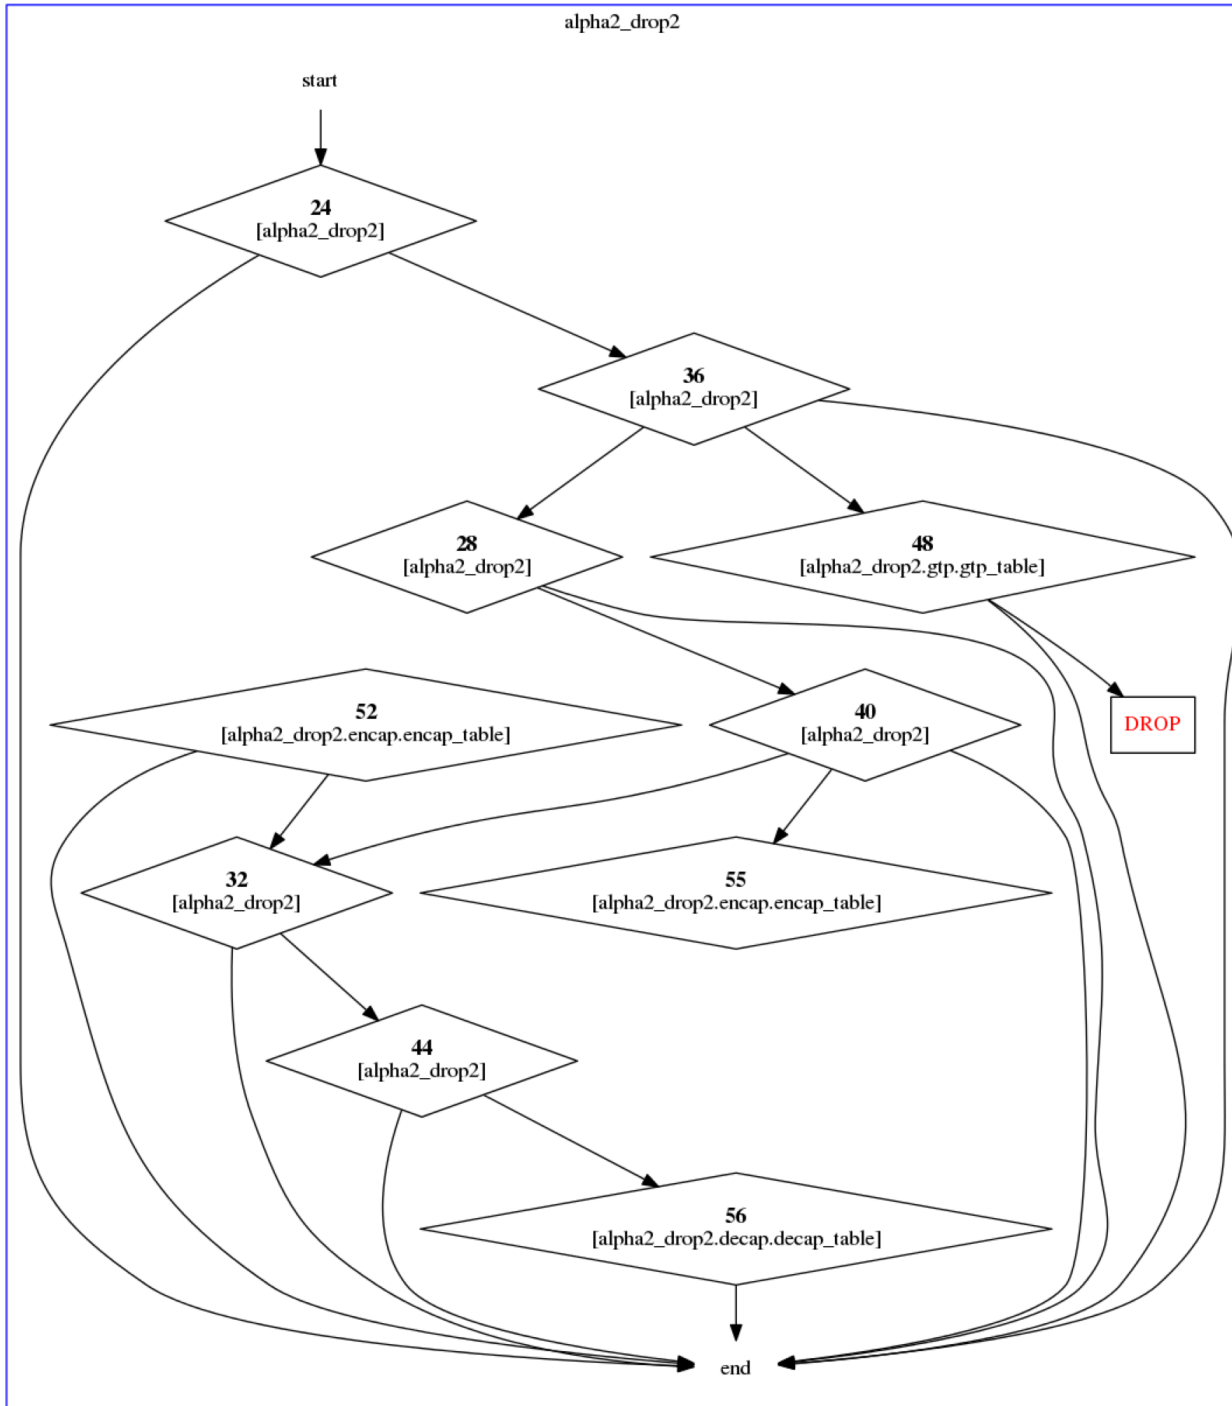 alpha2_drop2
start
24
[alpha2_drop2]
36
[alpha2_drop2]
28
[alpha2_drop2]
48
[alpha2_drop2.gtp.gtp_table]
52
[alpha2_drop2.encap.encap_table]
40
[alpha2_drop2]
DROP
32
[alpha2_drop2]
55
[alpha2_drop2.encap.encap_table]
44
[alpha2_drop2]
56
[alpha2_drop2.decap.decap_table]
end